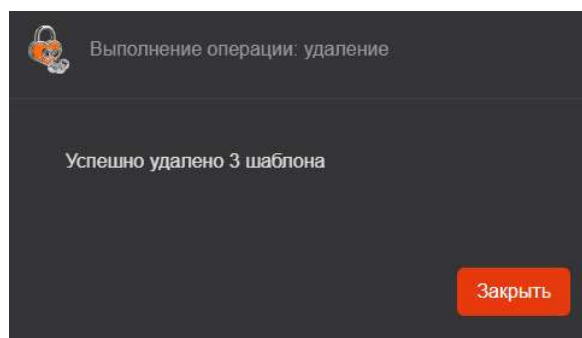 Выполнение операции: удаление
Успешно удалено 3 шаблона
Закрыть